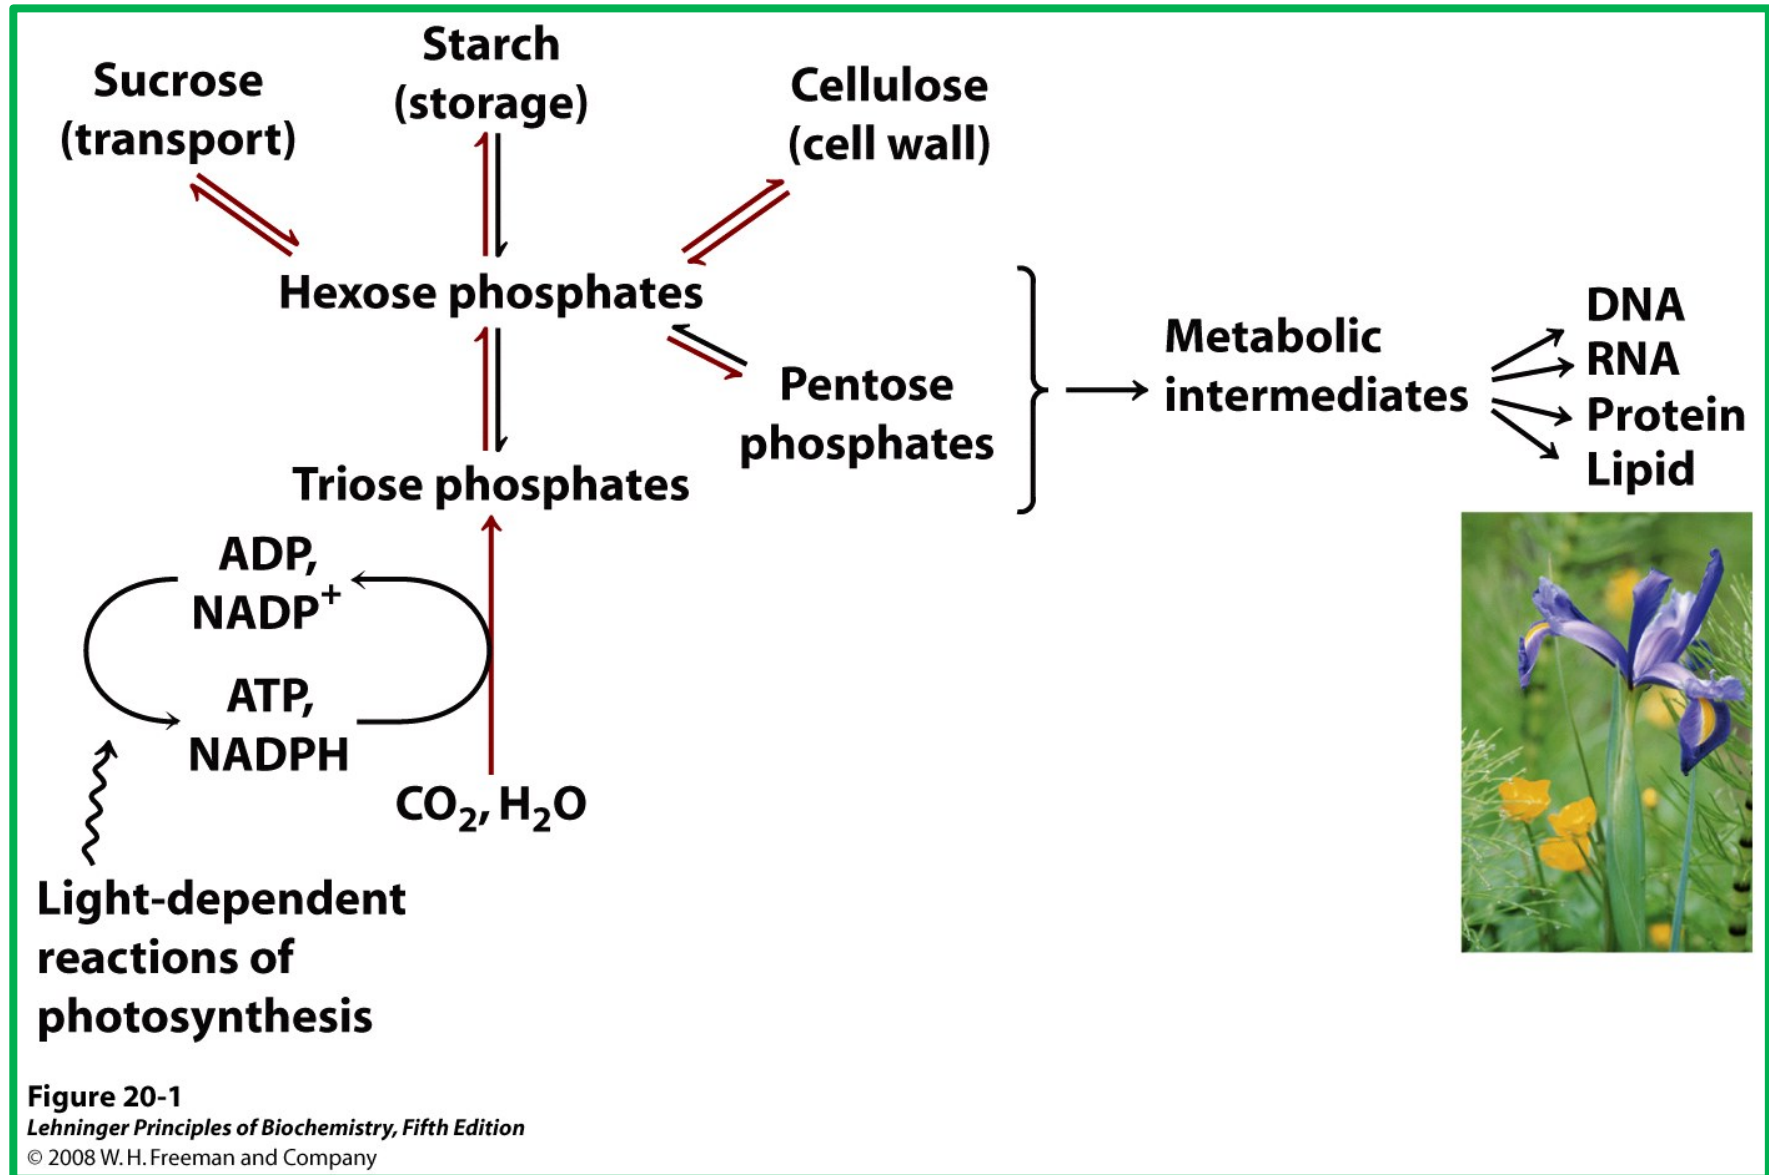 Starch
(storage)
Sucrose
(transport)
Cellulose
(cell wall)
Hexose phosphates
Pentose
phosphates
Triose phosphates
Metabolic
intermediates
DNA
RNA
Protein
Lipid
ADP,
NADP⁺
ATP,
NADPH
CO₂, H₂O
Light-dependent
reactions of
photosynthesis
Figure 20-1
Lehninger Principles of Biochemistry, Fifth Edition
© 2008 W. H. Freeman and Company